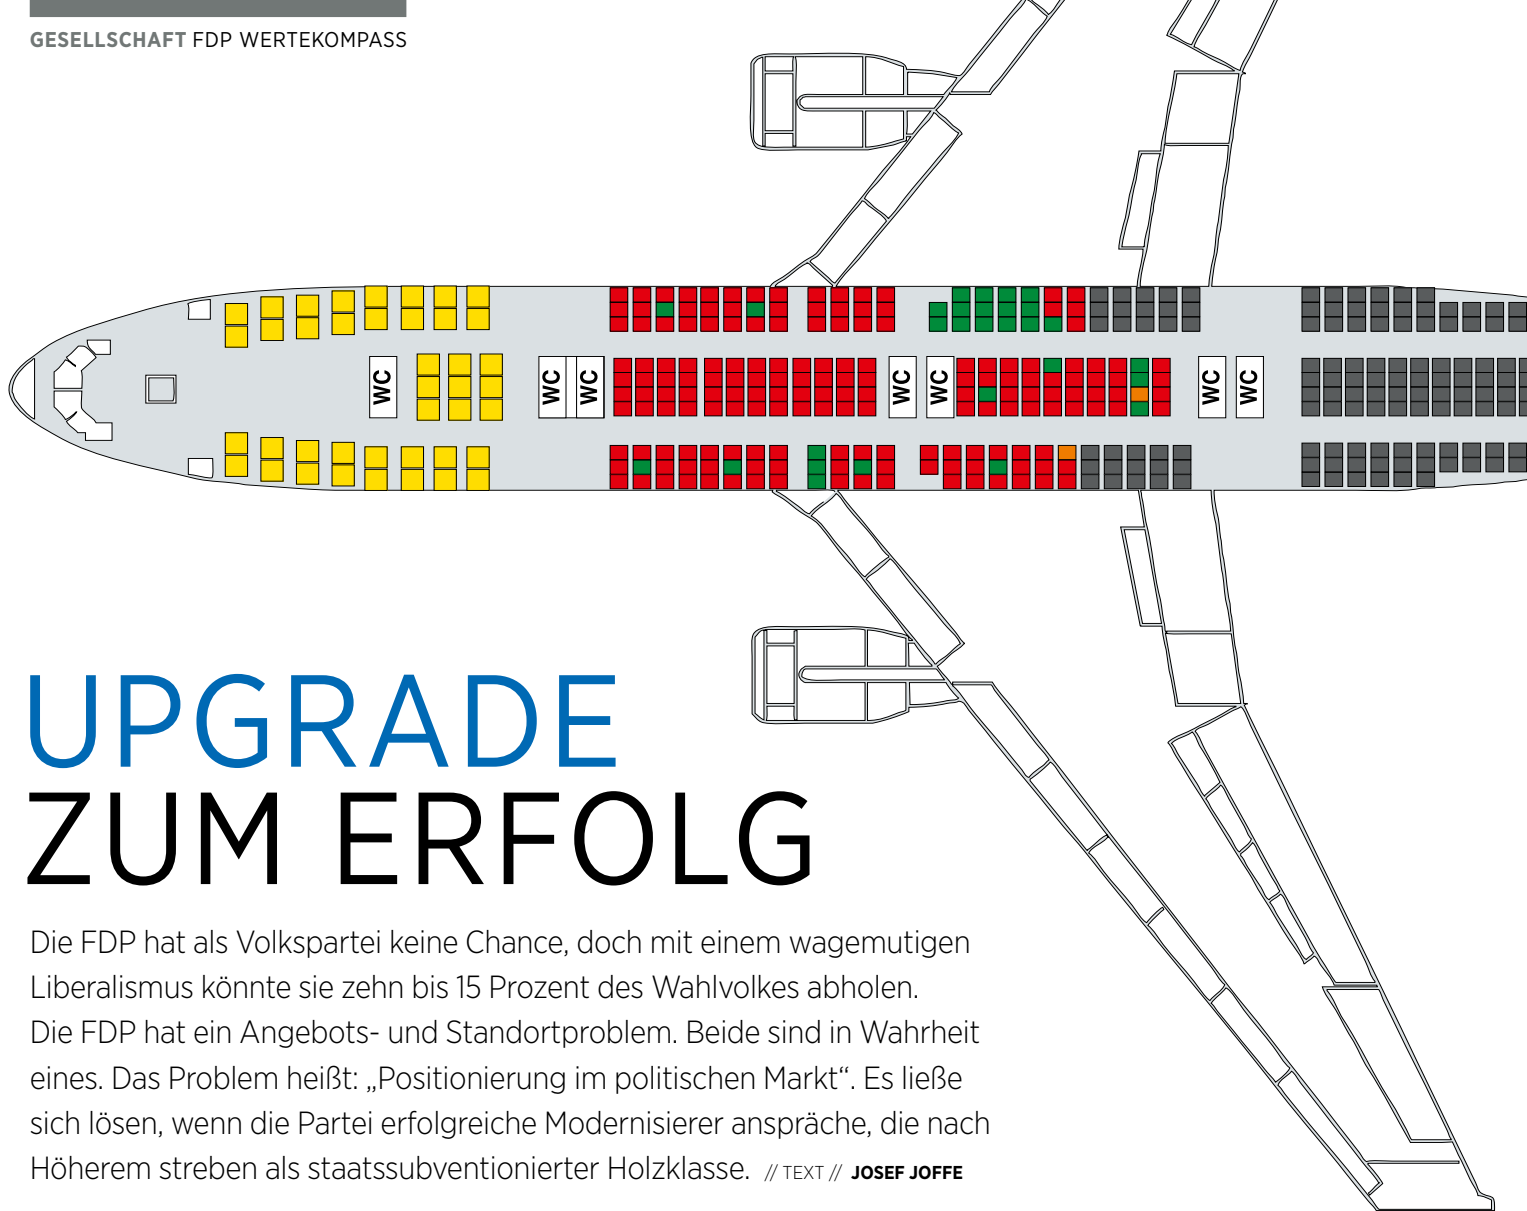 GESELLSCHAFT FDP WERTEKOMPASS
WC
WC
WC
WC
WC
WC
WC
UPGRADE
ZUM ERFOLG
Die FDP hat als Volkspartei keine Chance, doch mit einem wagemutigen
Liberalismus könnte sie zehn bis 15 Prozent des Wahlvolkes abholen.
Die FDP hat ein Angebots- und Standortproblem. Beide sind in Wahrheit
eines. Das Problem heißt: „Positionierung im politischen Markt“. Es ließe
sich lösen, wenn die Partei erfolgreiche Modernisierer anspräche, die nach
Höherem streben als staatssubventionierter Holzklasse. // TEXT // JOSEF JOFFE